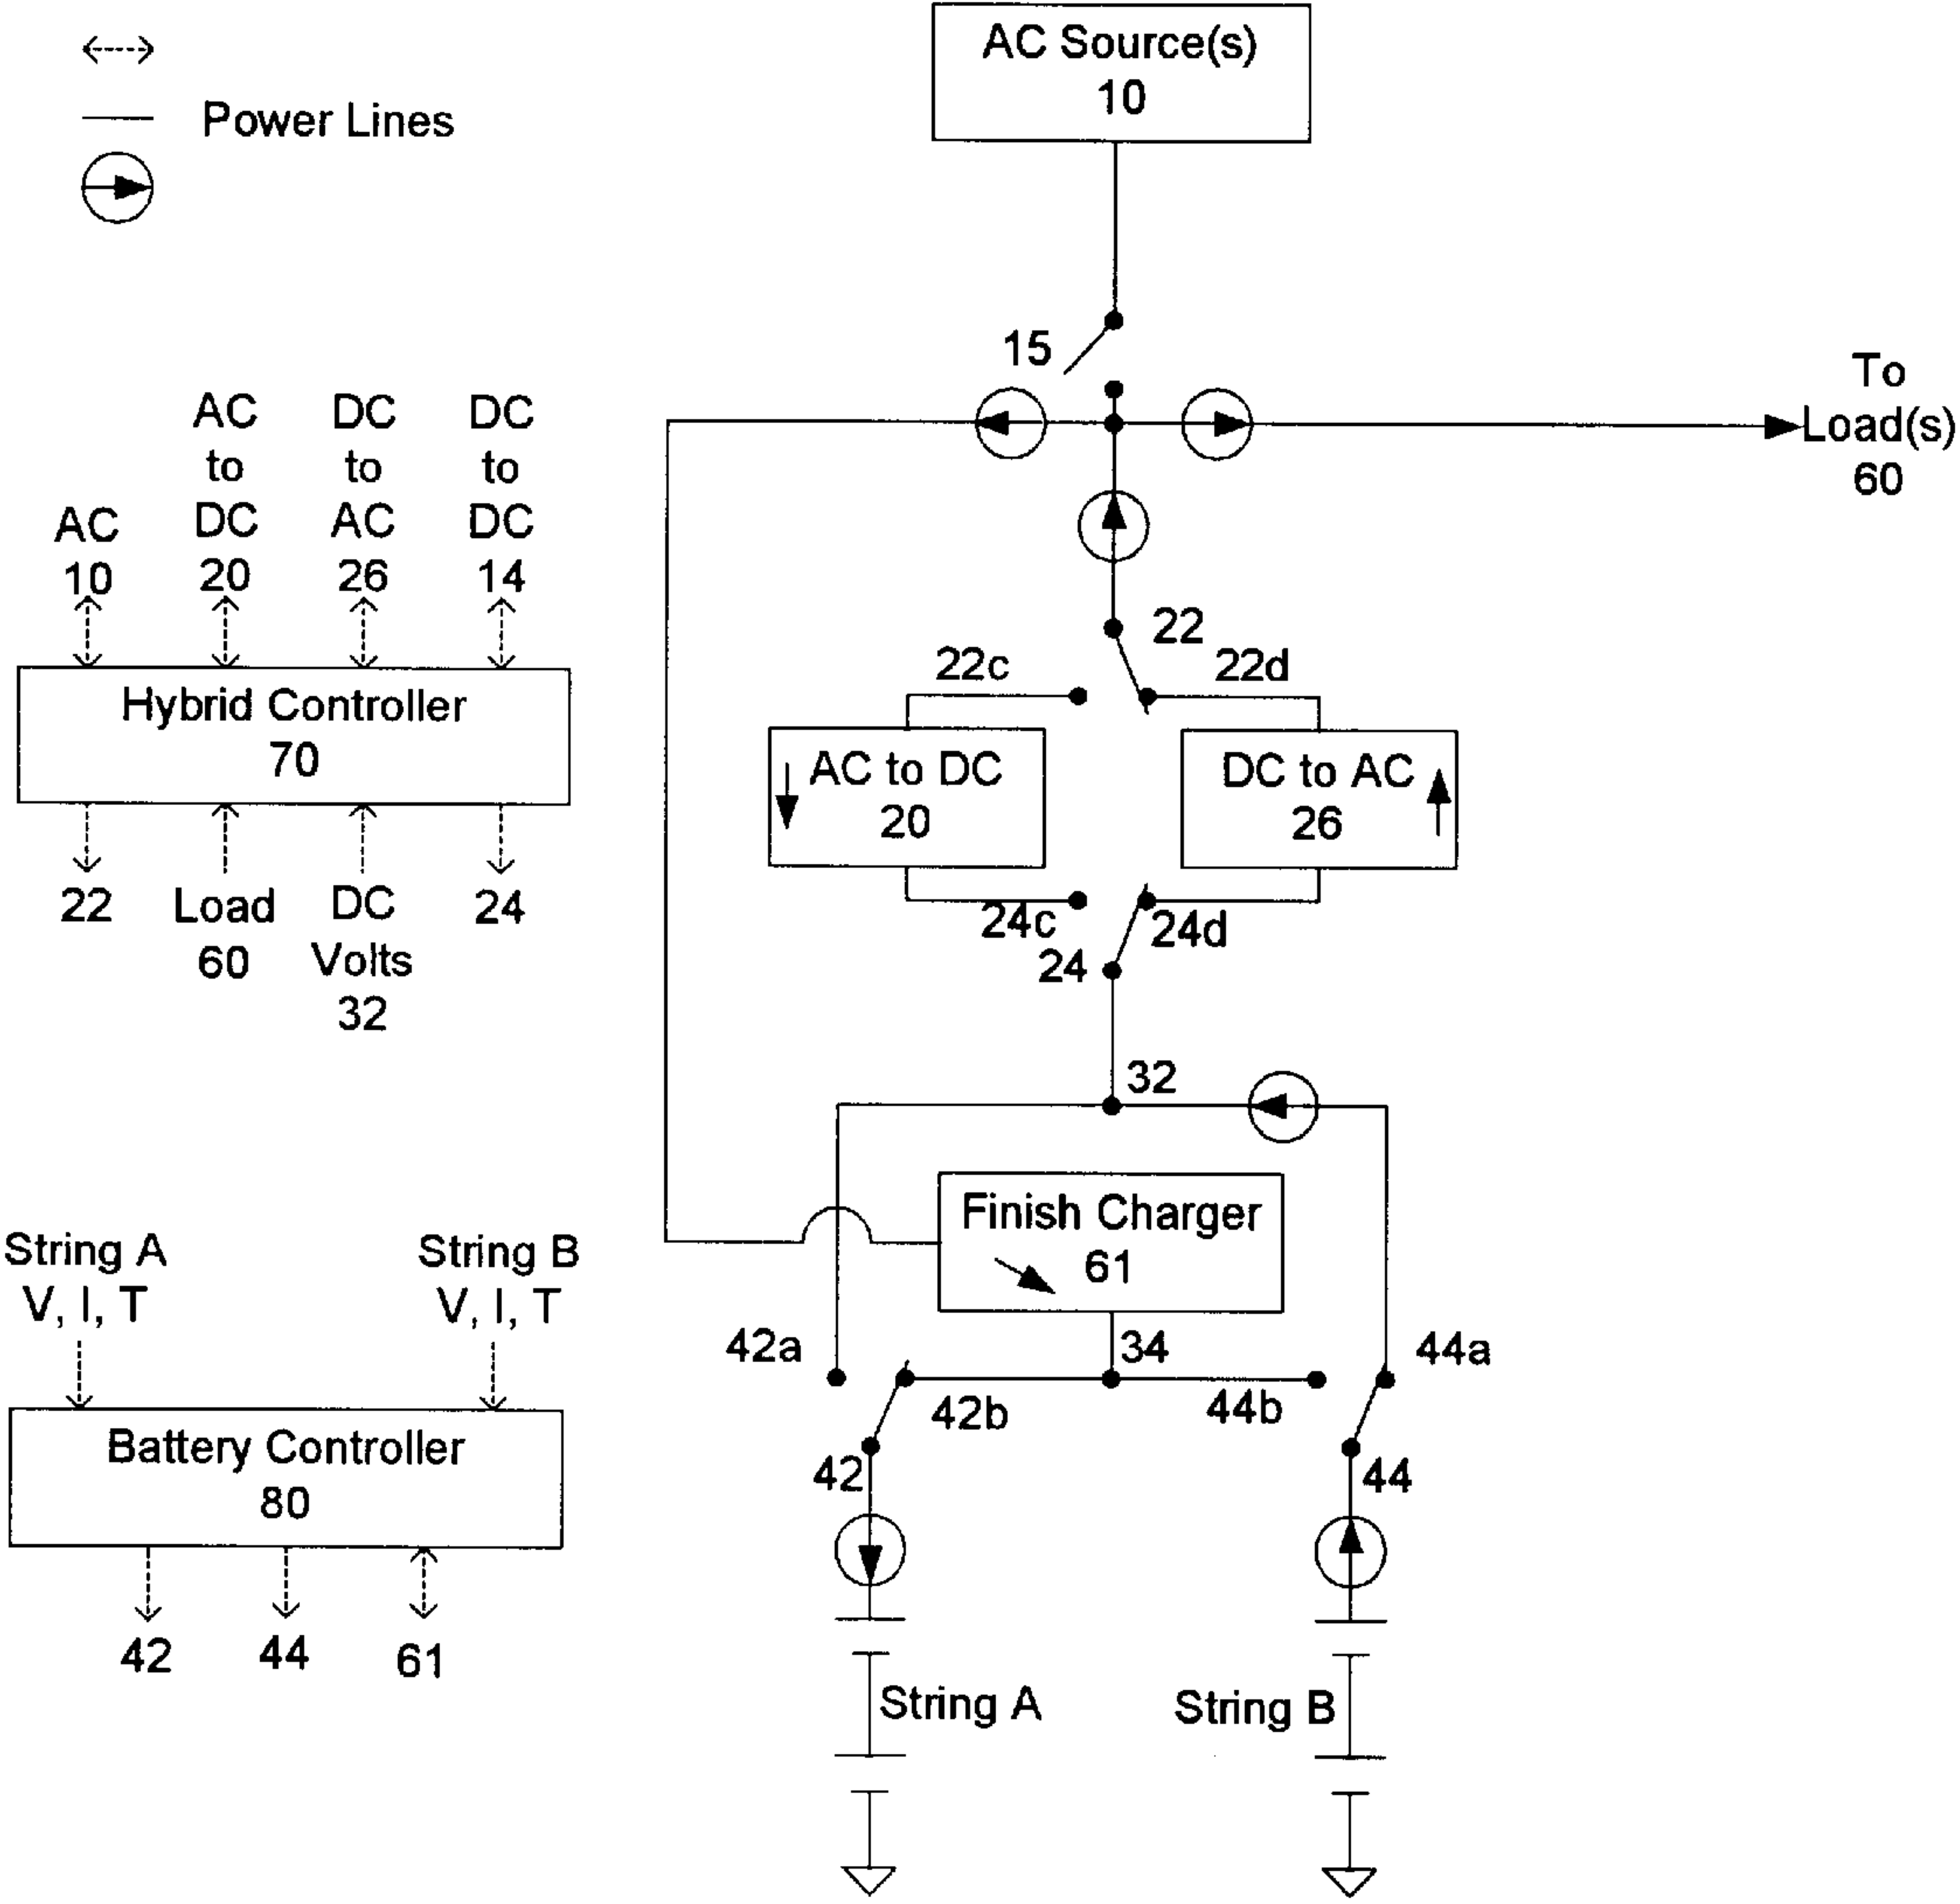 Power Lines
AC Source(s)
10
15
To
Load(s)
60
AC
10
AC
to
DC
20
DC
to
AC
26
DC
to
DC
14
Hybrid Controller
70
22
Load
60
DC
Volts
32
24
22
22c
22d
AC to DC
20
DC to AC
26
24c
24d
24
32
Finish Charger
61
String A
V, I, T
String B
V, I, T
Battery Controller
80
42
44
61
42a
34
44a
42b
44b
42
44
String A
String B